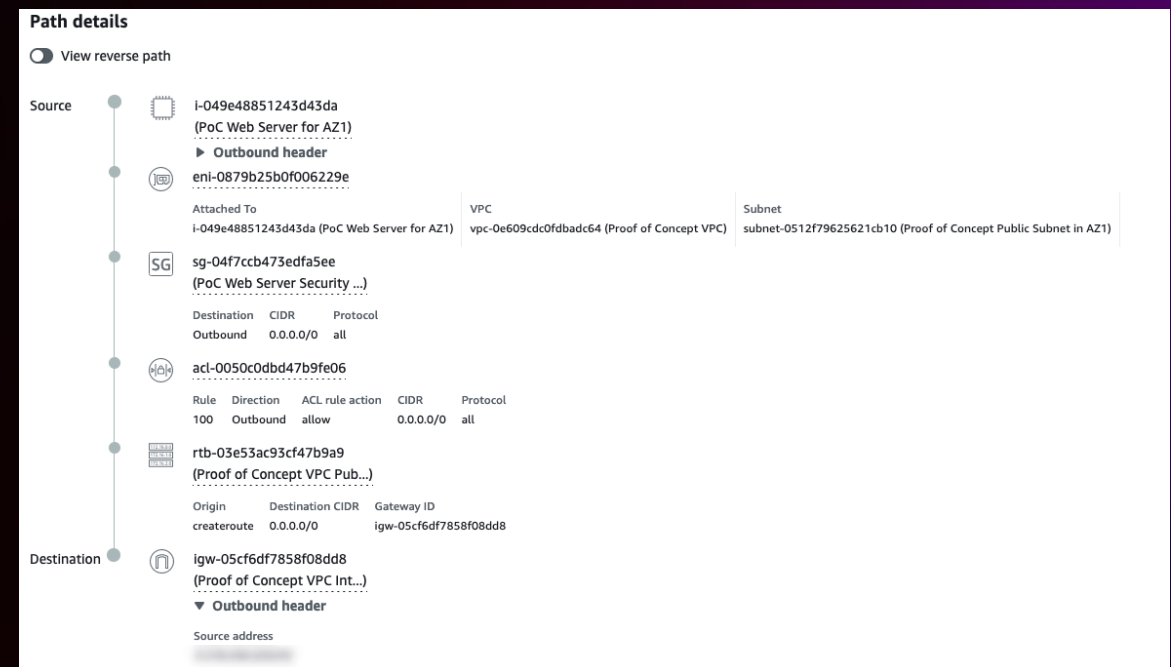 Path details
View reverse path
Source
i-049e48851243d43da
(PoC Web Server for AZ1)
Outbound header
eni-0879b25b0f006229e
Attached To VPC Subnet
i-049e48851243d43da (PoC Web Server for AZ1) vpc-0e609cdc0fdbadc64 (Proof of Concept VPC) subnet-0512f79625621cb10 (Proof of Concept Public Subnet in AZ1)
SG
sg-04f7ccb473edfa5ee
(PoC Web Server Security ...)
Destination CIDR Protocol
Outbound 0.0.0.0/0 all
acl-0050c0dbd47b9fe06
Rule Direction ACL rule action CIDR Protocol
100 Outbound allow 0.0.0.0/0 all
rtb-03e53ac93cf47b9a9
(Proof of Concept VPC Pub...)
Origin Destination CIDR Gateway ID
createroute 0.0.0.0/0 igw-05cf6df7858f08dd8
Destination
igw-05cf6df7858f08dd8
(Proof of Concept VPC Int...)
Outbound header
Source address